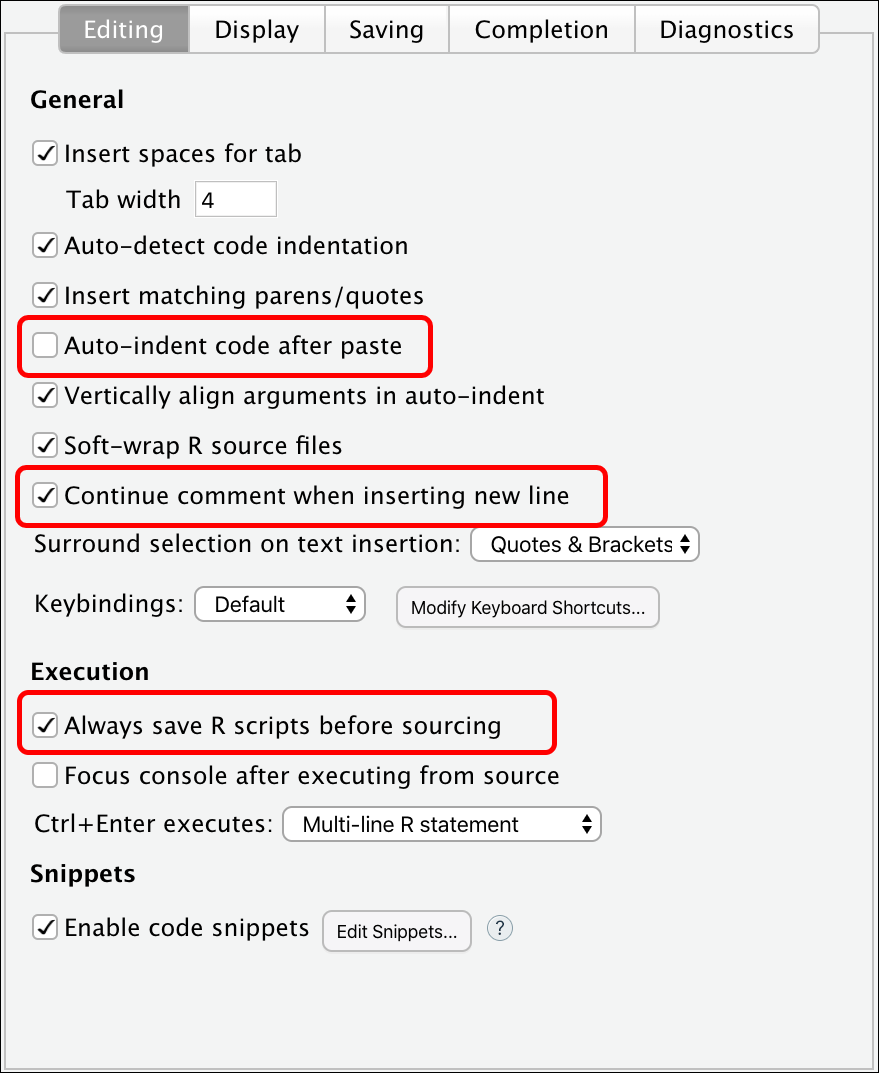 Editing Display Saving Completion Diagnostics
General
Insert spaces for tab
Tab width 4
Auto-detect code indentation
Insert matching parens/quotes
Auto-indent code after paste
Vertically align arguments in auto-indent
Soft-wrap R source files
Continue comment when inserting new line
Surround selection on text insertion: Quotes & Brackets
Keybindings: Default Modify Keyboard Shortcuts...
Execution
Always save R scripts before sourcing
Focus console after executing from source
Ctrl+Enter executes: Multi-line R statement
Snippets
Enable code snippets Edit Snippets... ?